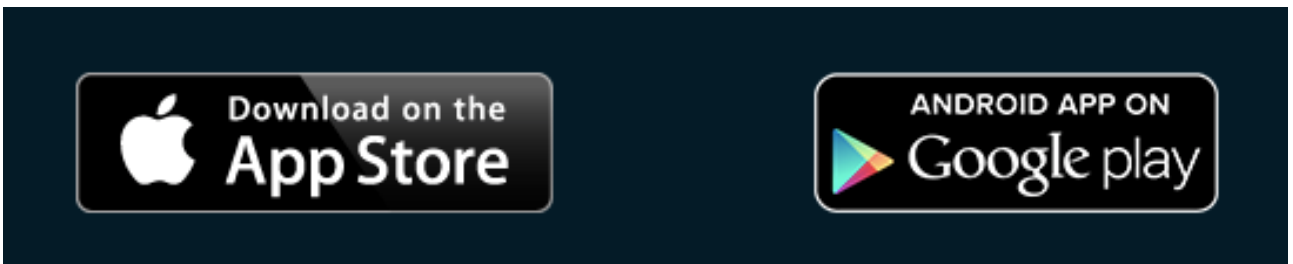 Download on the
App Store
ANDROID APP ON
Google play